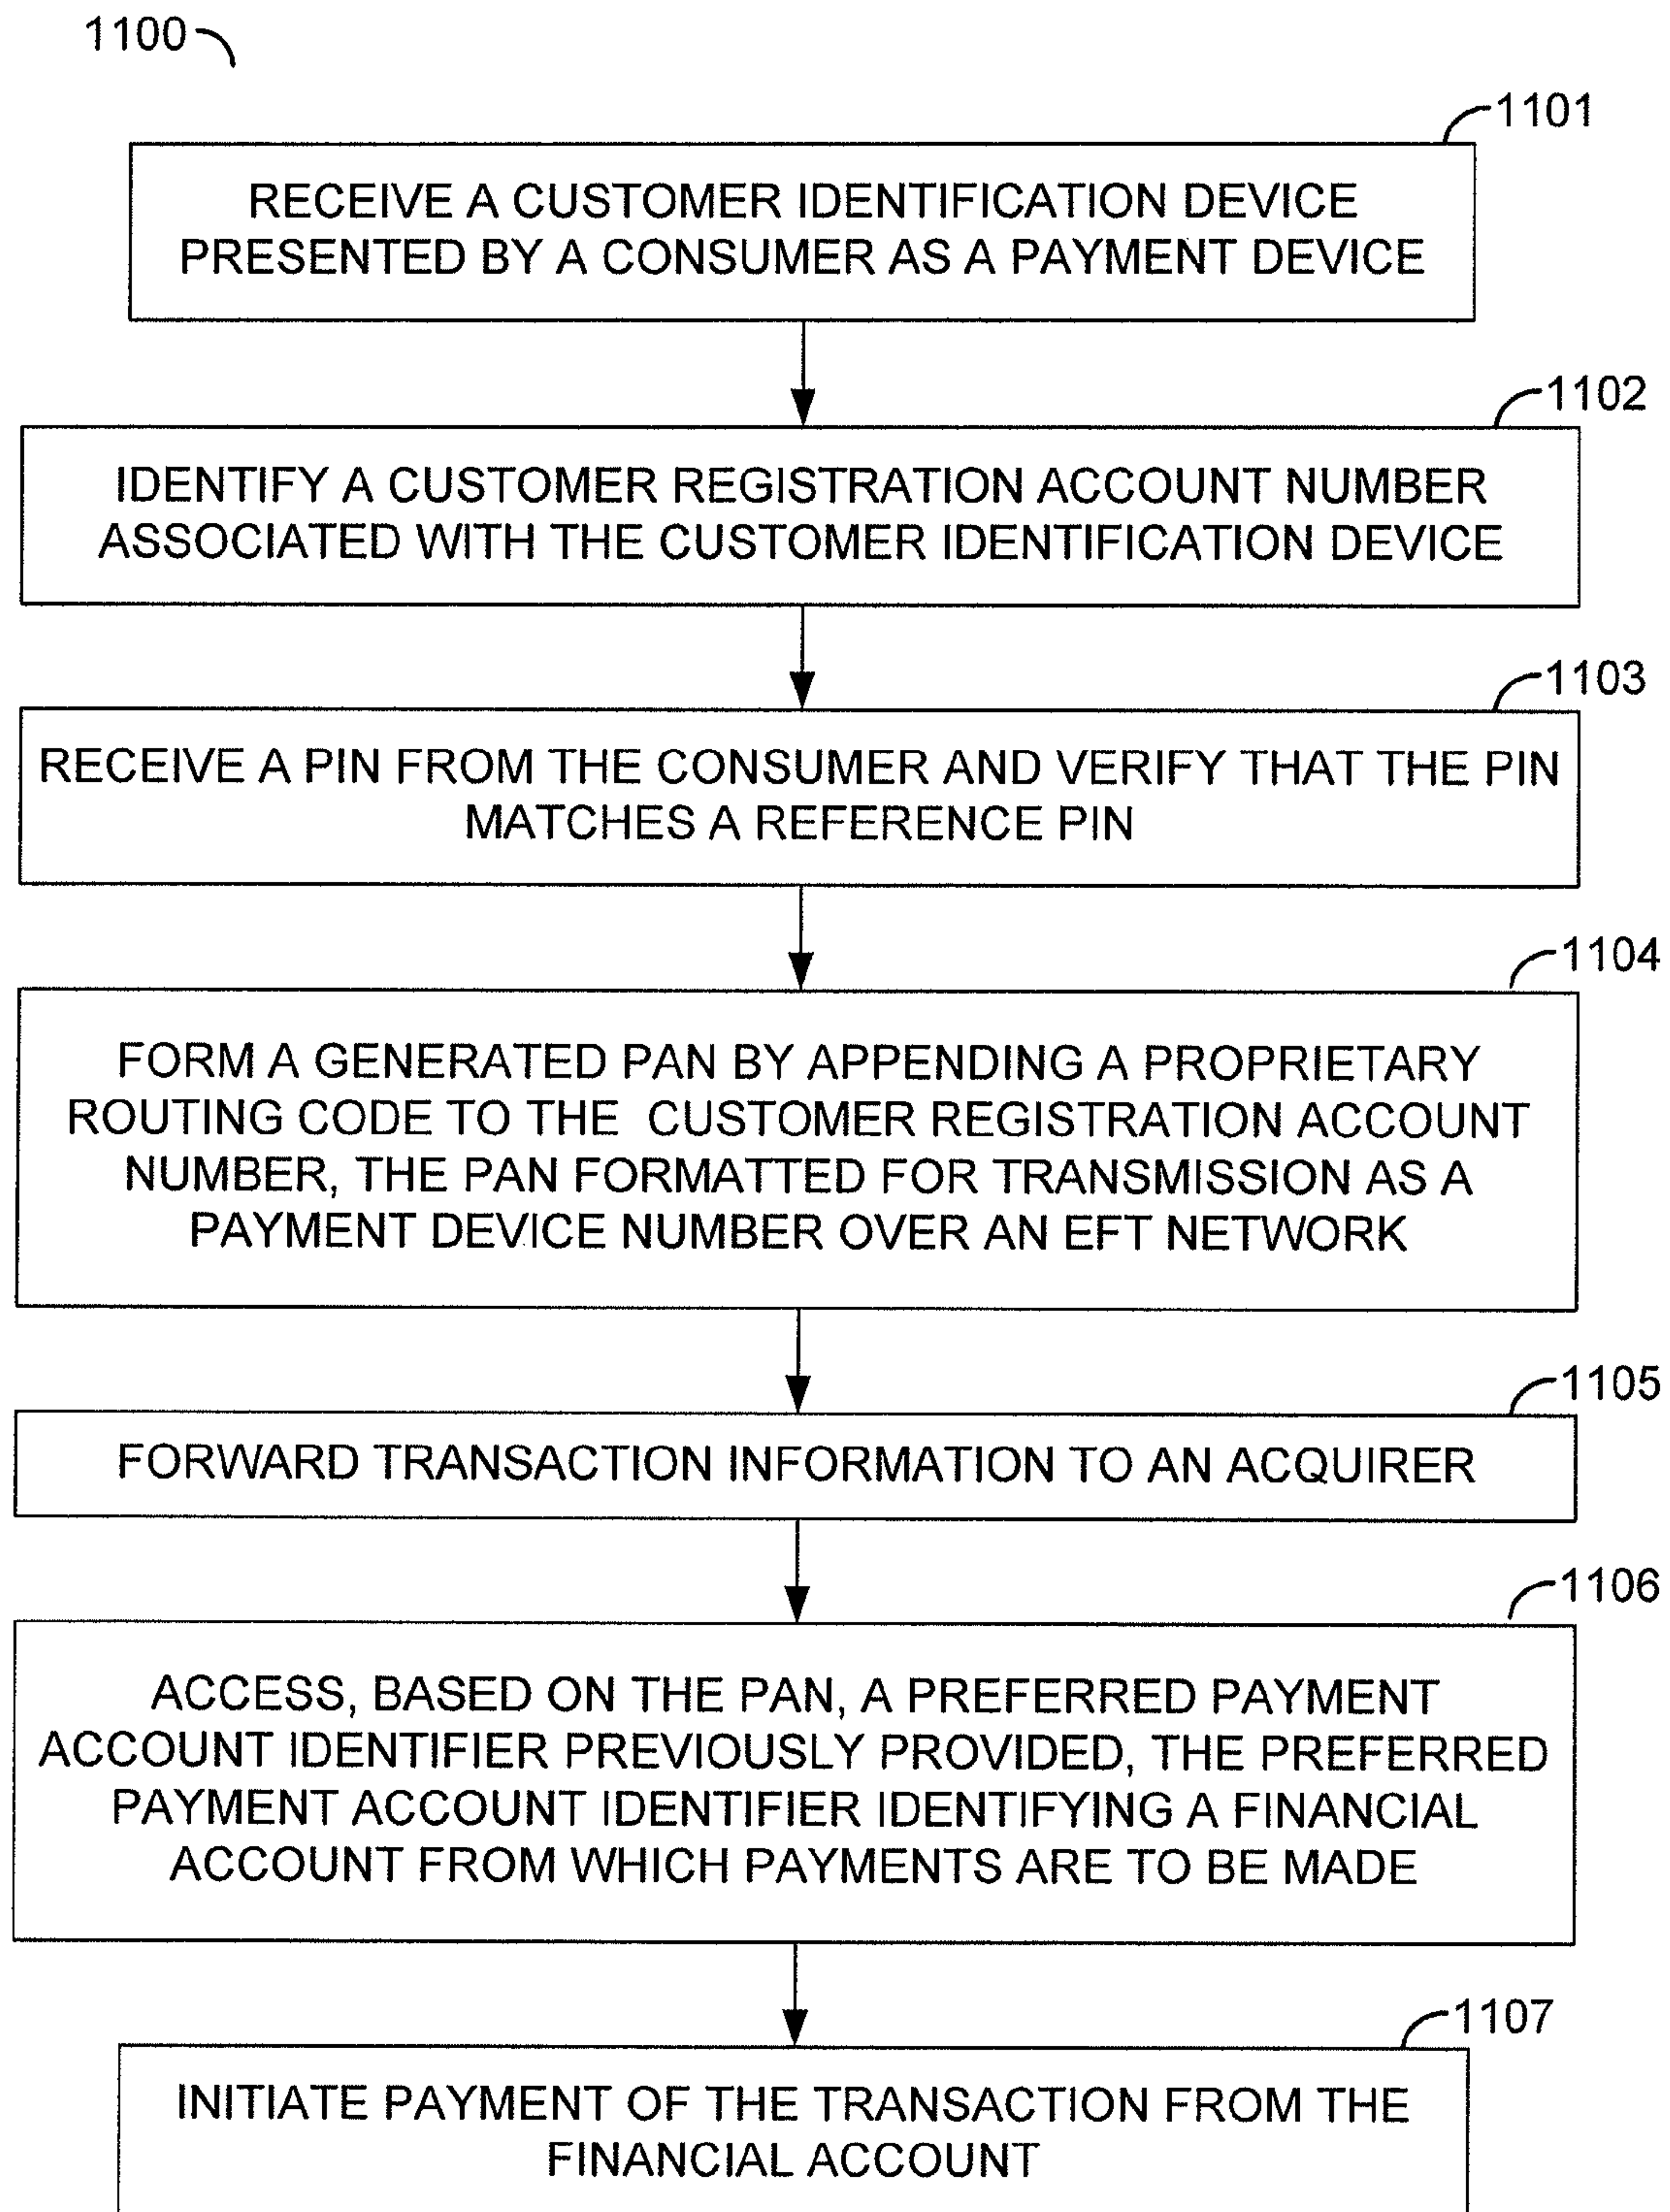 1100
1101
RECEIVE A CUSTOMER IDENTIFICATION DEVICE
PRESENTED BY A CONSUMER AS A PAYMENT DEVICE
1102
IDENTIFY A CUSTOMER REGISTRATION ACCOUNT NUMBER
ASSOCIATED WITH THE CUSTOMER IDENTIFICATION DEVICE
1103
RECEIVE A PIN FROM THE CONSUMER AND VERIFY THAT THE PIN
MATCHES A REFERENCE PIN
1104
FORM A GENERATED PAN BY APPENDING A PROPRIETARY
ROUTING CODE TO THE CUSTOMER REGISTRATION ACCOUNT
NUMBER, THE PAN FORMATTED FOR TRANSMISSION AS A
PAYMENT DEVICE NUMBER OVER AN EFT NETWORK
1105
FORWARD TRANSACTION INFORMATION TO AN ACQUIRER
1106
ACCESS, BASED ON THE PAN, A PREFERRED PAYMENT
ACCOUNT IDENTIFIER PREVIOUSLY PROVIDED, THE PREFERRED
PAYMENT ACCOUNT IDENTIFIER IDENTIFYING A FINANCIAL
ACCOUNT FROM WHICH PAYMENTS ARE TO BE MADE
1107
INITIATE PAYMENT OF THE TRANSACTION FROM THE
FINANCIAL ACCOUNT